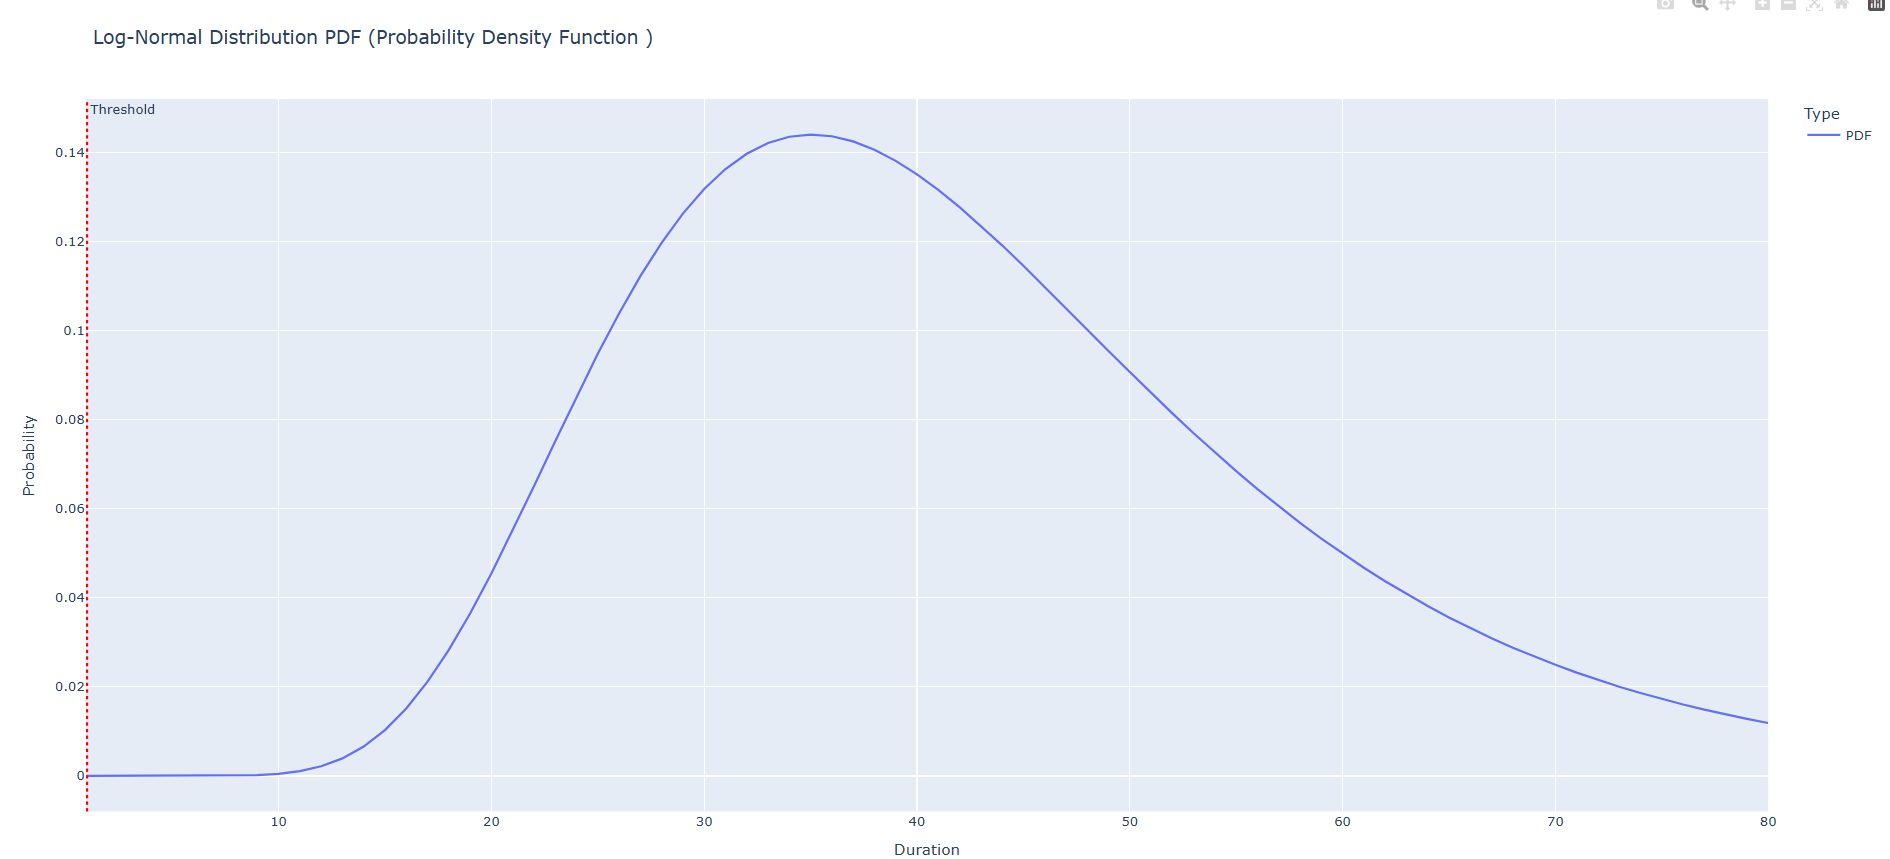 Log-Normal Distribution PDF (Probability Density Function )
Threshold
Type
PDF
0.14
0.12
0.1
0.08
0.06
0.04
0.02
0
Probability
10 20 30 40 50 60 70 80
Duration